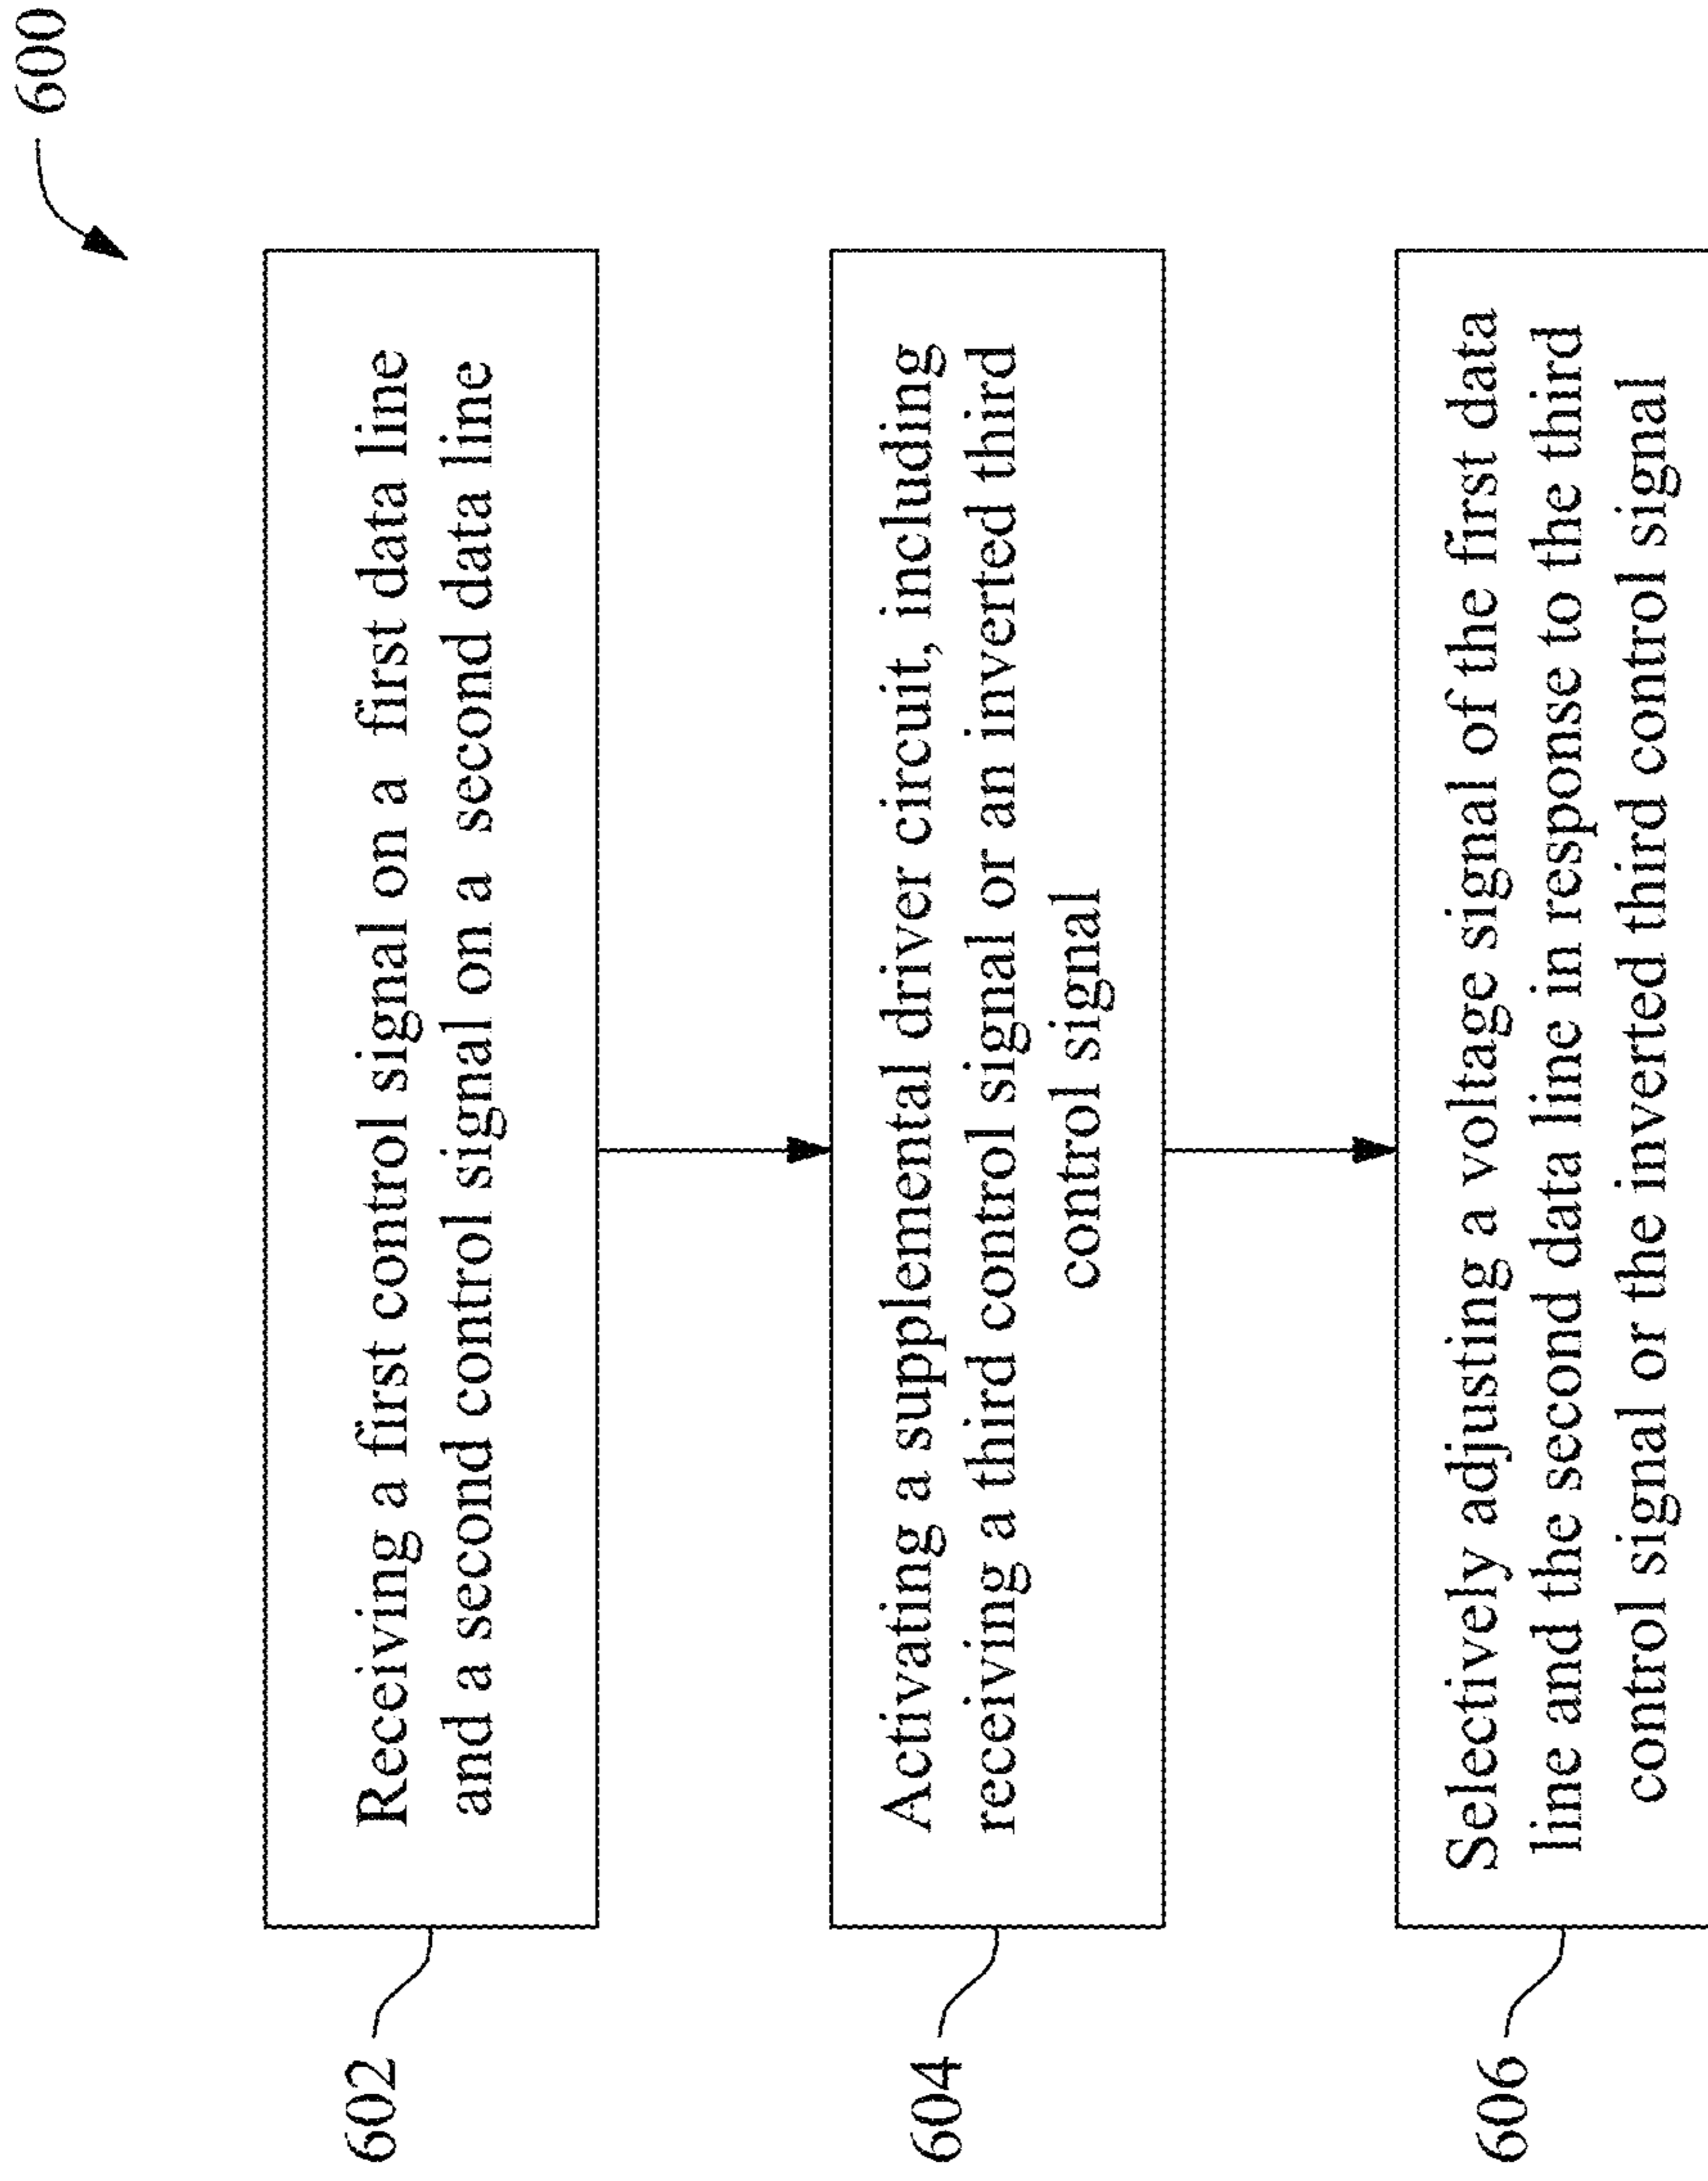 600
602
Receiving a first control signal on a first data line
and a second control signal on a second data line
604
Activating a supplemental driver circuit, including
receiving a third control signal or an inverted third
control signal
606
Selectively adjusting a voltage signal of the first data
line and the second data line in response to the third
control signal or the inverted third control signal